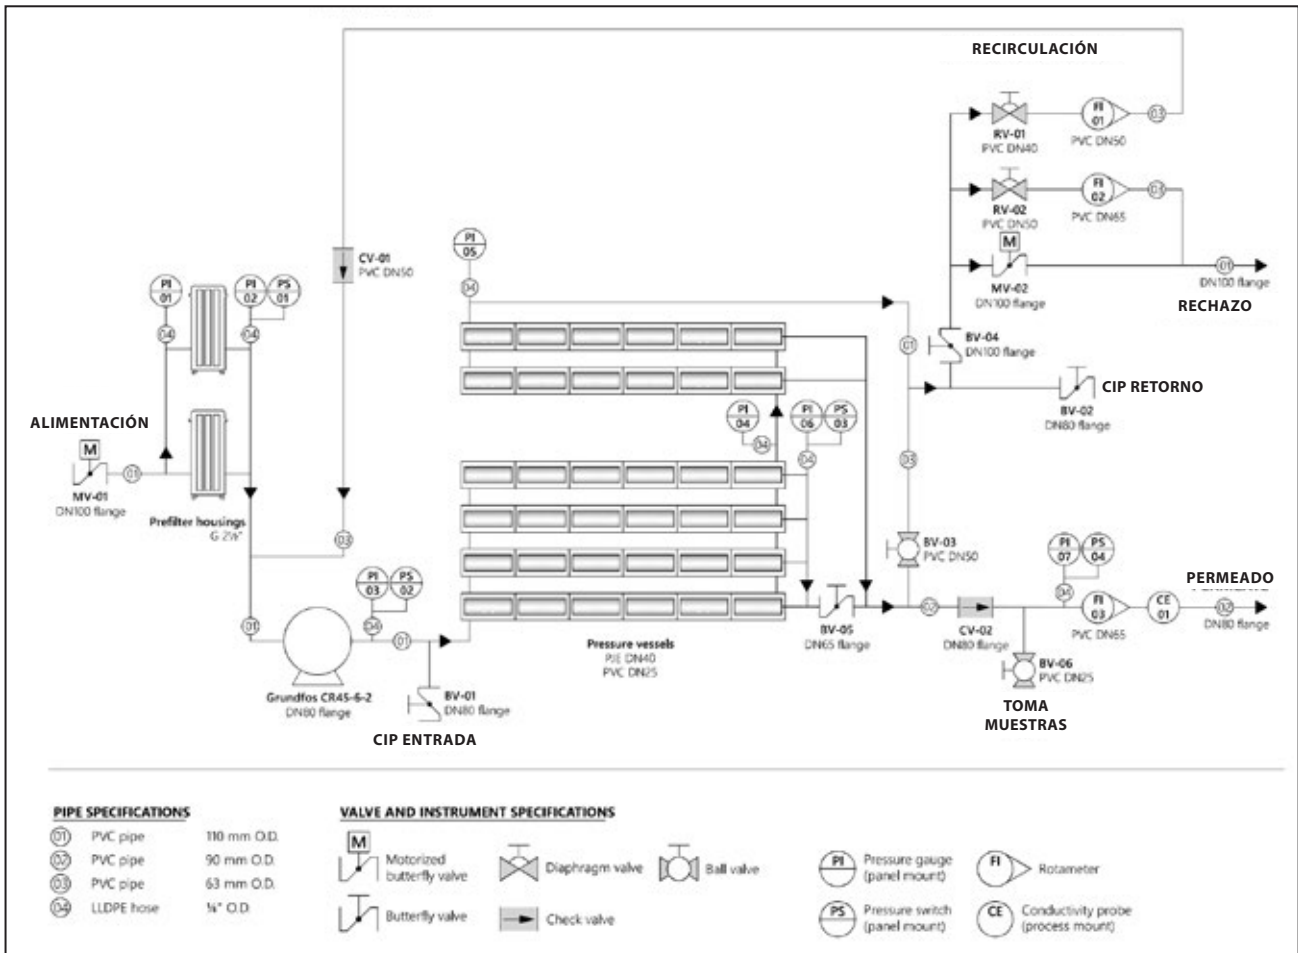 RECIRCULACIÓN
FI
01
03
RV-01
PVC DN40
PVC DN50
FI
02
03
RV-02
PVC DN50
PVC DN65
PI
05
CV-01
PVC DN50
M
01
MV-02
DN100 flange
DN100 flange
RECHAZO
PI
01
PI
02
PS
01
04
04
04
BV-04
DN100 flange
01
CIP RETORNO
BV-02
DN80 flange
ALIMENTACIÓN
M
01
MV-01
DN100 flange
Prefilter housings
PI
04
PI
06
PS
03
04
04
03
03
BV-03
PVC DN50
PI
07
PS
04
04
PERMEADO
PI
03
PS
02
04
01
01
Grundfos CR45-6-2
DN80 flange
BV-01
DN80 flange
CIP ENTRADA
Pressure vessels
PJE DN40
PVC DN25
BV-05
DN65 flange
02
CV-02
DN80 flange
FI
03
PVC DN65
CE
01
02
DN80 flange
BV-06
PVC DN25
TOMA
MUESTRAS
PIPE SPECIFICATIONS
01 PVC pipe 110 mm O.D.
02 PVC pipe 90 mm O.D.
03 PVC pipe 63 mm O.D.
04 LLDPE hose ¼" O.D.
VALVE AND INSTRUMENT SPECIFICATIONS
M
Motorized
butterfly valve
Diaphragm valve
Ball valve
Butterfly valve
Check valve
PI
Pressure gauge
(panel mount)
FI
Rotameter
PS
Pressure switch
(panel mount)
CE
Conductivity probe
(process mount)